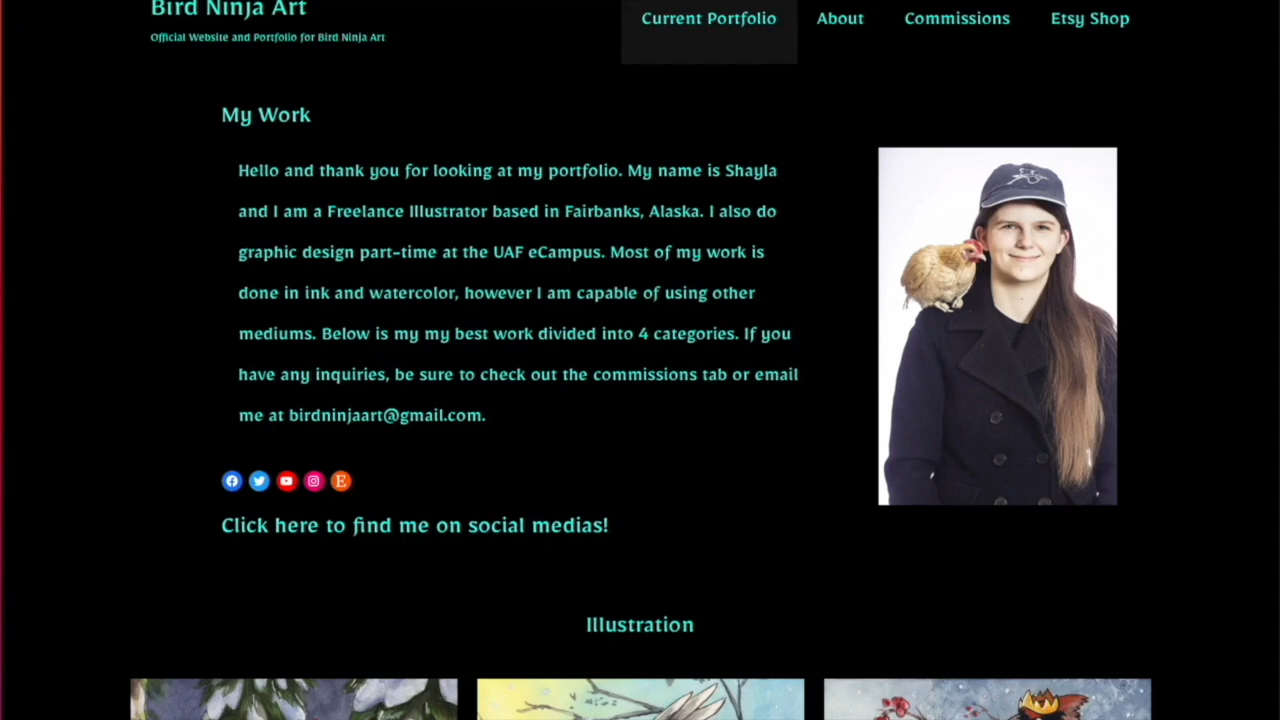 Bird Ninja Art
Official Website and Portfolio for Bird Ninja Art
Current Portfolio
About
Commissions
Etsy Shop
My Work
Hello and thank you for looking at my portfolio. My name is Shayla
and I am a Freelance Illustrator based in Fairbanks, Alaska. I also do
graphic design part-time at the UAF eCampus. Most of my work is
done in ink and watercolor, however I am capable of using other
mediums. Below is my my best work divided into 4 categories. If you
have any inquiries, be sure to check out the commissions tab or email
me at birdninjaart@gmail.com.
Click here to find me on social medias!
Illustration